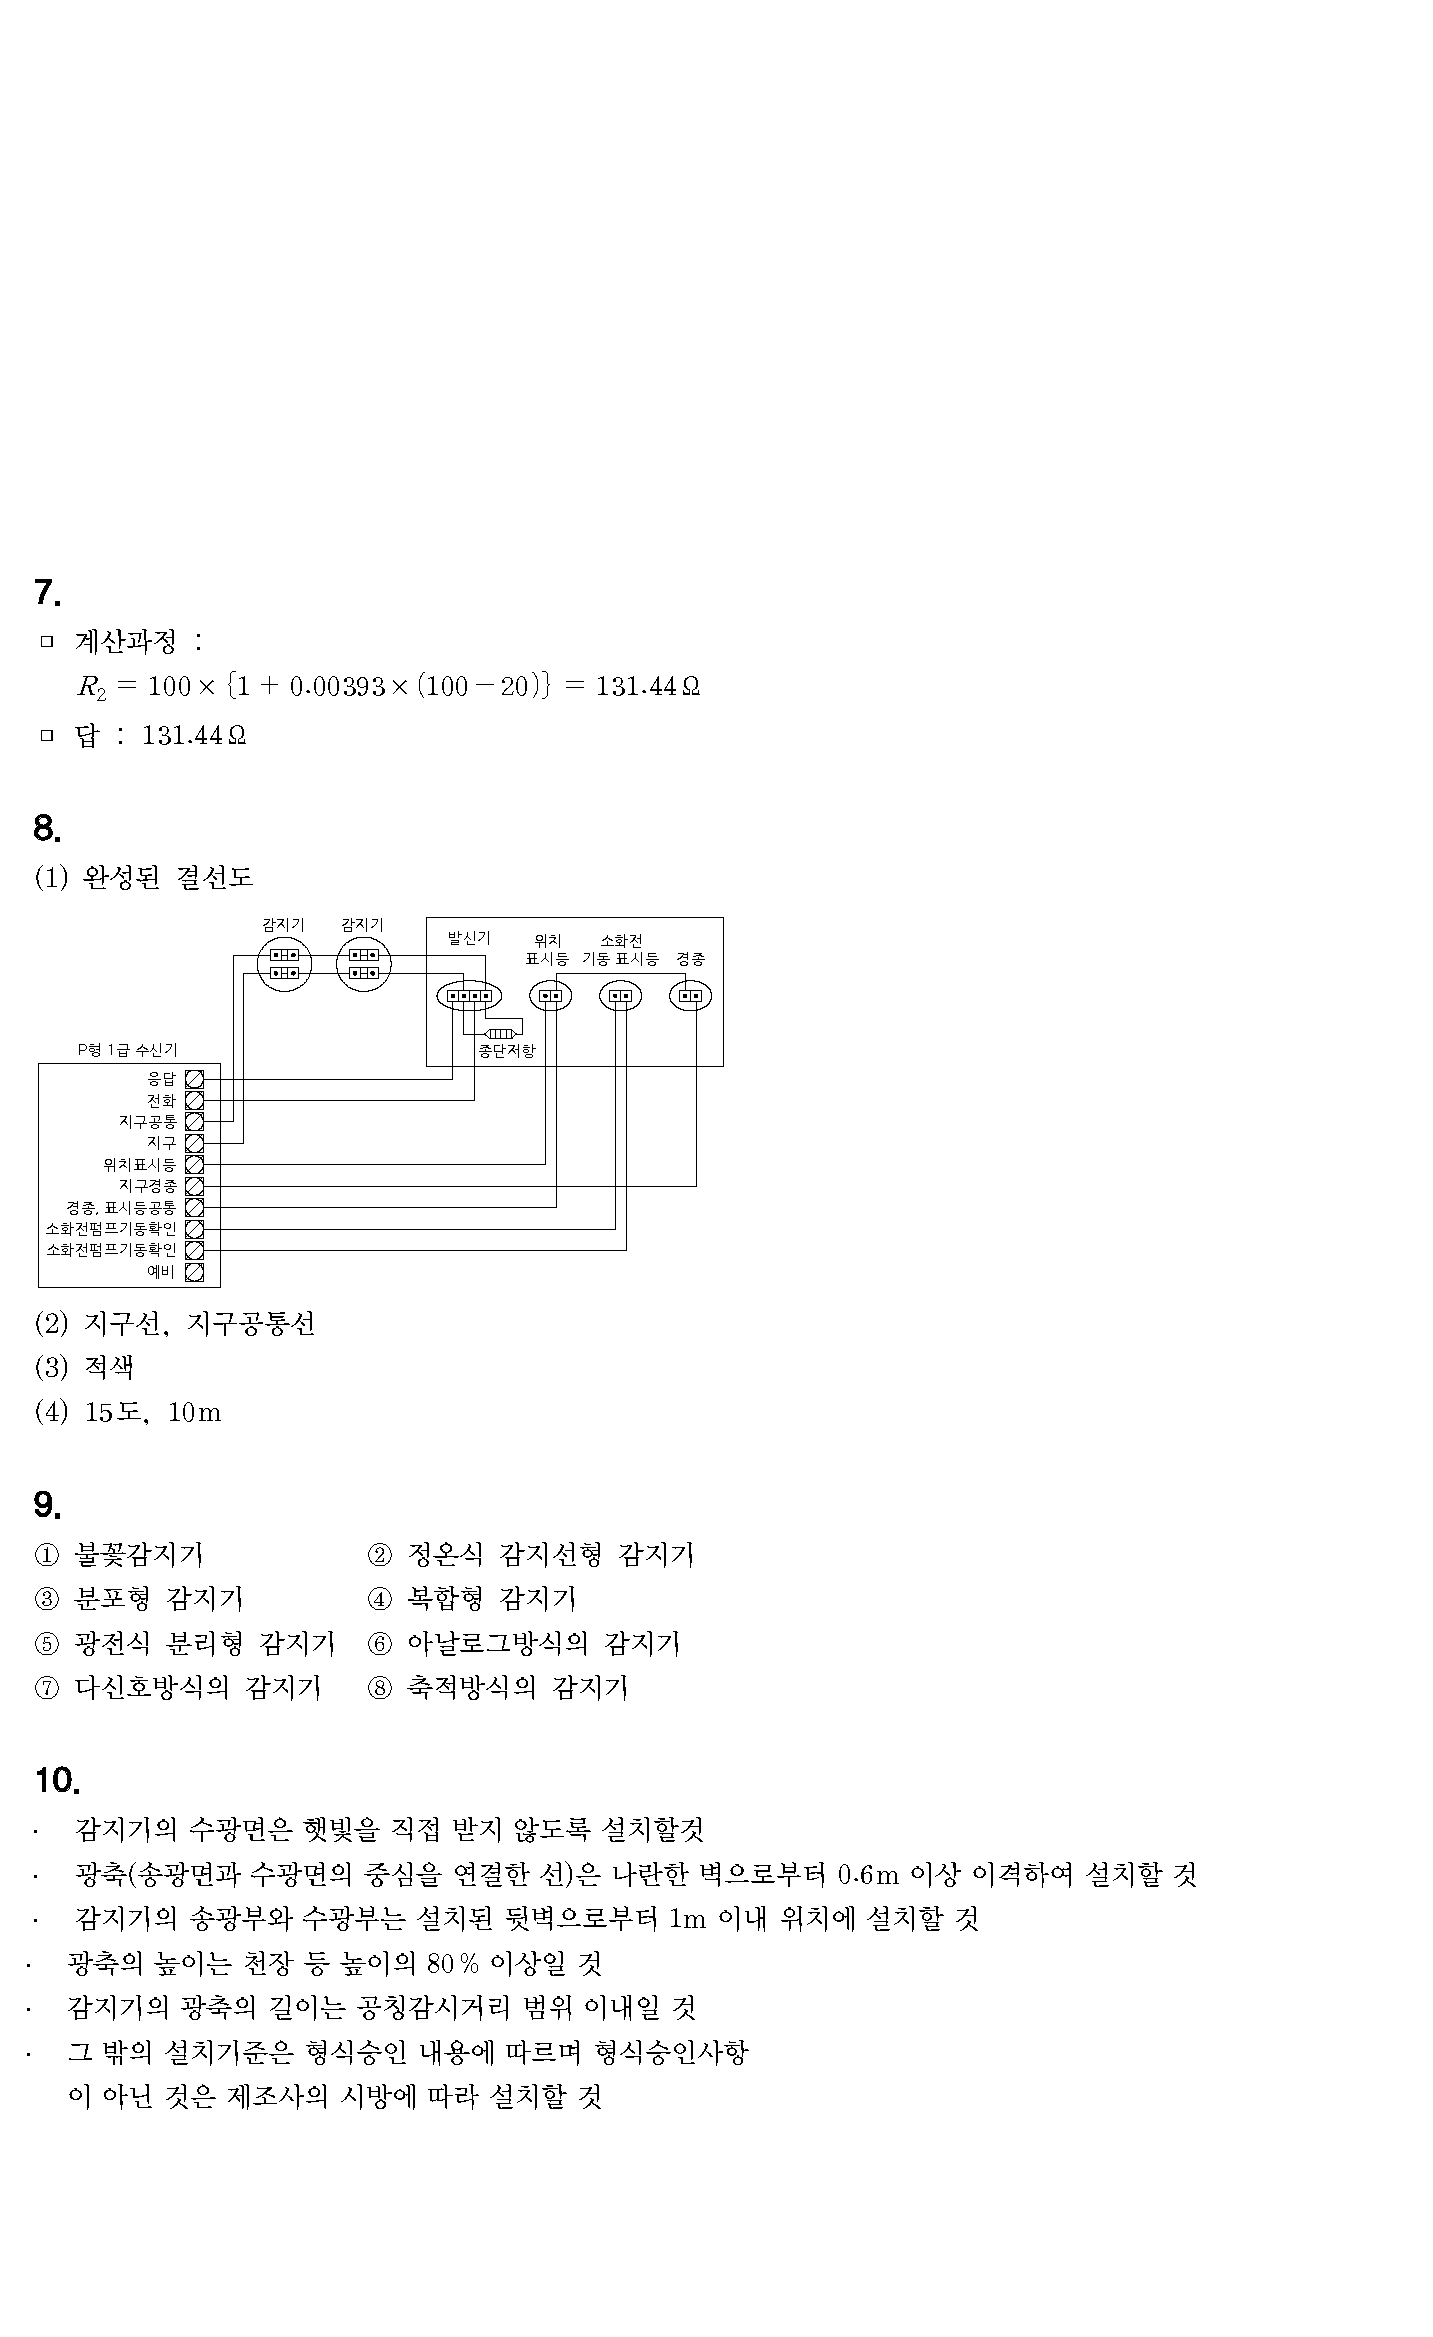 7.
▫ 계산과정 :
R₂ = 100 × {1 + 0.00393 × (100 − 20)} = 131.44 Ω
▫ 답 : 131.44 Ω
8.
(1) 완성된 결선도
감지기 감지기
발신기 위치 표시등 소화전 기동 표시등 경종
종단저항
P형 1급 수신기
응답
전화
지구공통
지구
위치표시등
지구경종
경종, 표시등공통
소화전펌프기동확인
소화전펌프기동확인
예비
(2) 지구선, 지구공통선
(3) 적색
(4) 15도, 10m
9.
① 불꽃감지기 ② 정온식 감지선형 감지기
③ 분포형 감지기 ④ 복합형 감지기
⑤ 광전식 분리형 감지기 ⑥ 아날로그방식의 감지기
⑦ 다신호방식의 감지기 ⑧ 축적방식의 감지기
10.
· 감지기의 수광면은 햇빛을 직접 받지 않도록 설치할것
· 광축(송광면과 수광면의 중심을 연결한 선)은 나란한 벽으로부터 0.6m 이상 이격하여 설치할 것
· 감지기의 송광부와 수광부는 설치된 뒷벽으로부터 1m 이내 위치에 설치할 것
· 광축의 높이는 천장 등 높이의 80% 이상일 것
· 감지기의 광축의 길이는 공칭감시거리 범위 이내일 것
· 그 밖의 설치기준은 형식승인 내용에 따르며 형식승인사항
이 아닌 것은 제조사의 시방에 따라 설치할 것